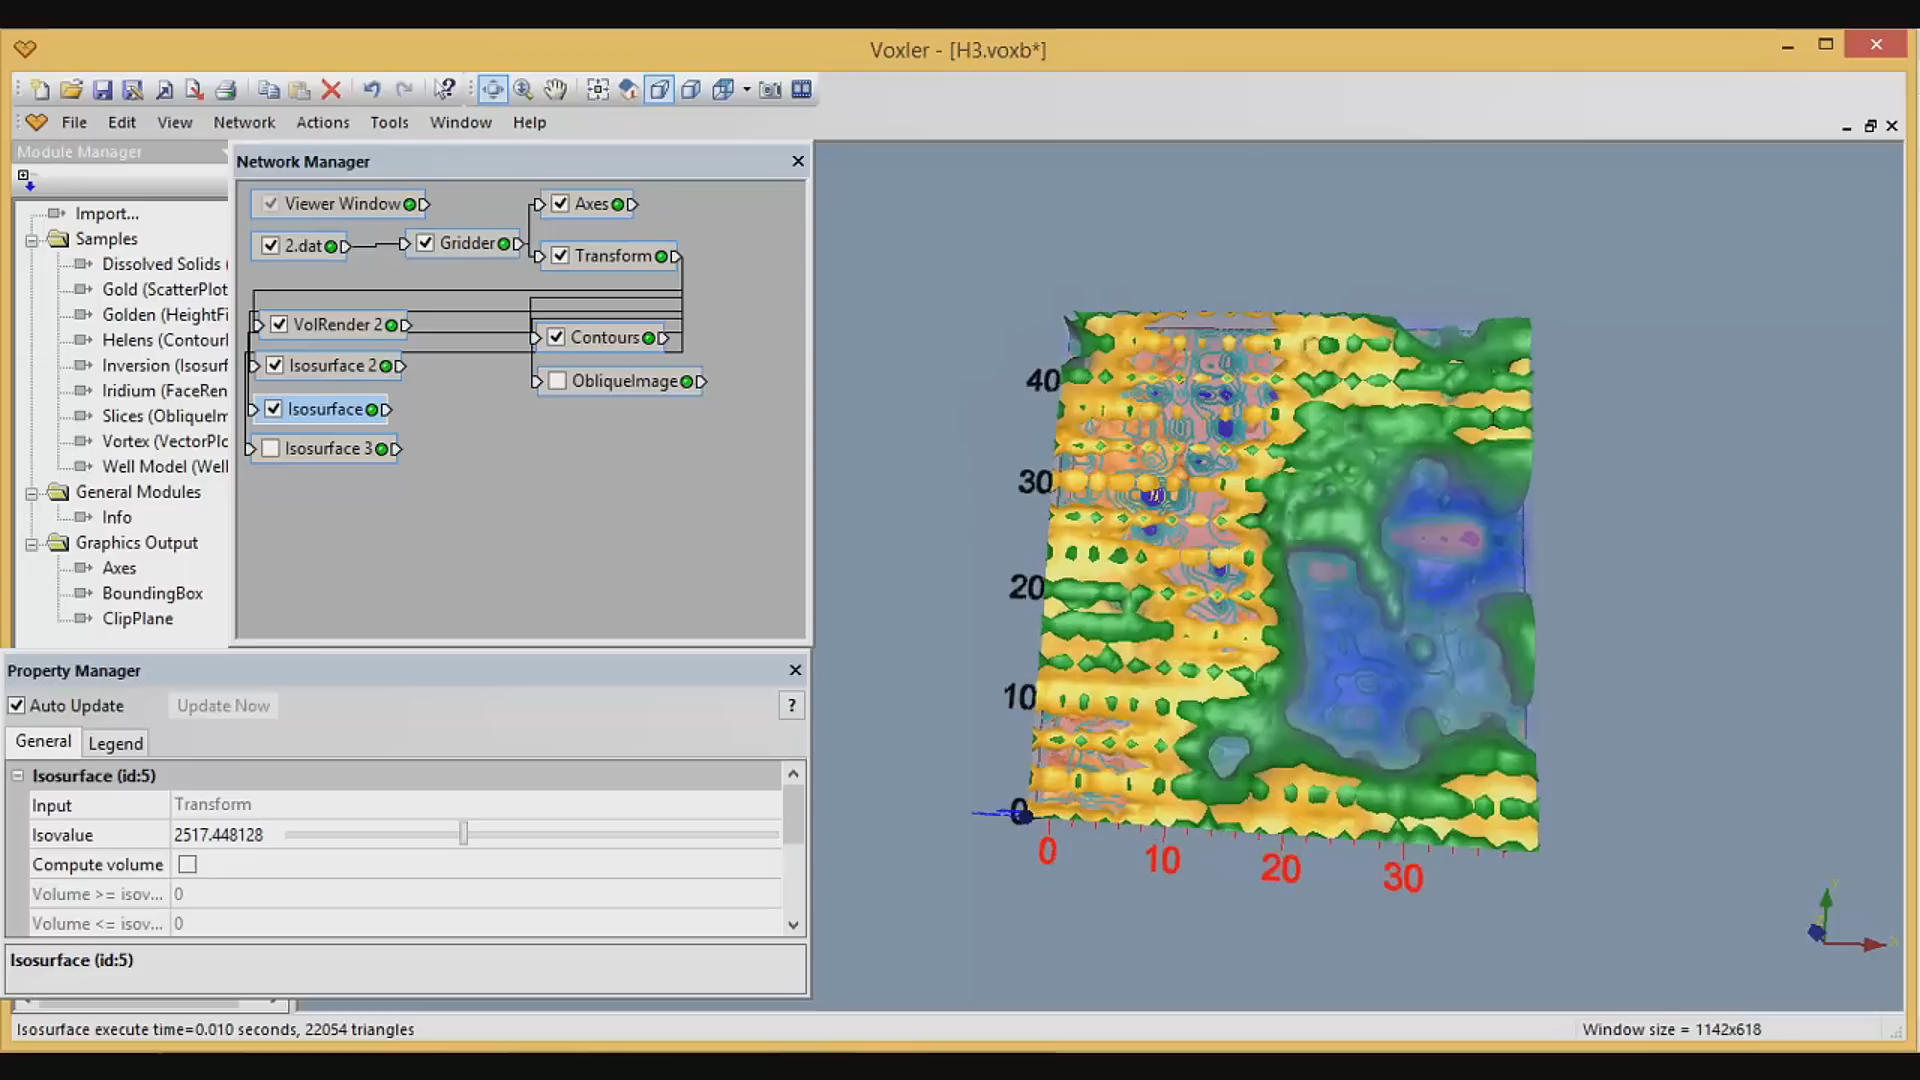 Voxler - [H3.voxb*]
File Edit View Network Actions Tools Window Help
Module Manager
Import...
Samples
Dissolved Solids (
Gold (ScatterPlot
Golden (HeightFi
Helens (Contourl
Inversion (Isosurf
Iridium (FaceRen
Slices (ObliqueIm
Vortex (VectorPlc
Well Model (Well
General Modules
Info
Graphics Output
Axes
BoundingBox
ClipPlane
Network Manager
Viewer Window
Axes
2.dat
Gridder
Transform
VolRender 2
Contours
Isosurface 2
ObliqueImage
Isosurface
Isosurface 3
Property Manager
Auto Update Update Now ?
General Legend
Isosurface (id:5)
Input Transform
Isovalue 2517.448128
Compute volume
Volume >= isov... 0
Volume <= isov... 0
Isosurface (id:5)
40
30
20
10
0
0 10 20 30
Isosurface execute time=0.010 seconds, 22054 triangles
Window size = 1142x618